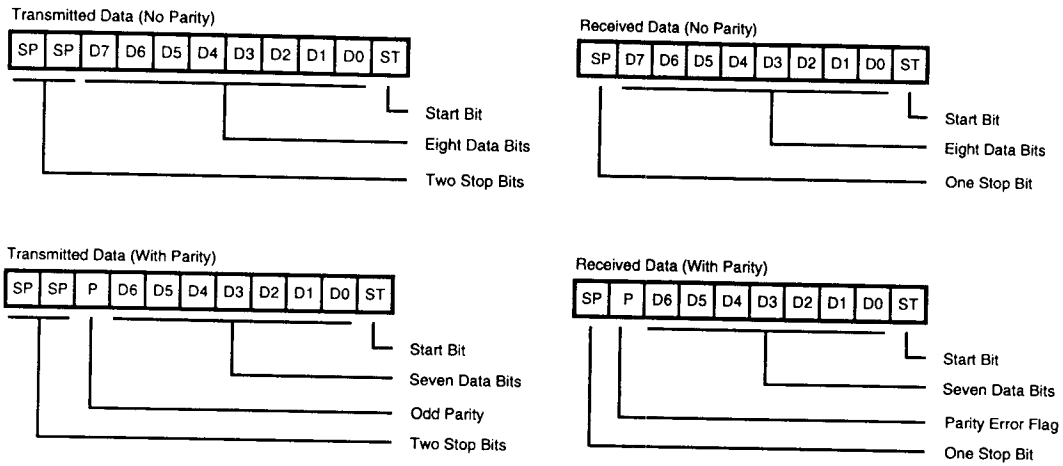 Transmitted Data (No Parity)
SP SP D7 D6 D5 D4 D3 D2 D1 D0 ST
Start Bit
Eight Data Bits
Two Stop Bits
Received Data (No Parity)
SP D7 D6 D5 D4 D3 D2 D1 D0 ST
Start Bit
Eight Data Bits
One Stop Bit
Transmitted Data (With Parity)
SP SP P D6 D5 D4 D3 D2 D1 D0 ST
Start Bit
Seven Data Bits
Odd Parity
Two Stop Bits
Received Data (With Parity)
SP P D6 D5 D4 D3 D2 D1 D0 ST
Start Bit
Seven Data Bits
Parity Error Flag
One Stop Bit